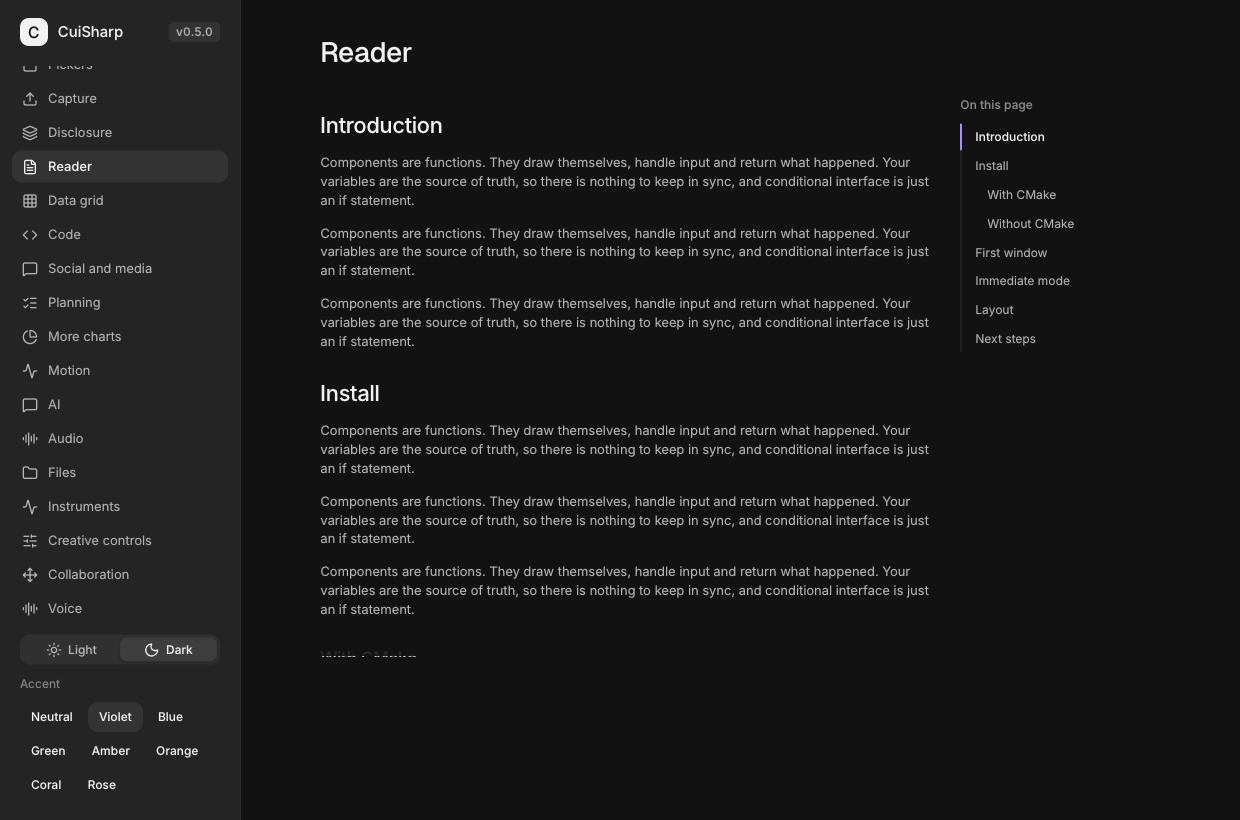 C CuiSharp v0.5.0
Pickers
Capture
Disclosure
Reader
Data grid
Code
Social and media
Planning
More charts
Motion
AI
Audio
Files
Instruments
Creative controls
Collaboration
Voice
Light Dark
Accent
Neutral Violet Blue
Green Amber Orange
Coral Rose
Reader
Introduction
Components are functions. They draw themselves, handle input and return what happened. Your
variables are the source of truth, so there is nothing to keep in sync, and conditional interface is just
an if statement.
Components are functions. They draw themselves, handle input and return what happened. Your
variables are the source of truth, so there is nothing to keep in sync, and conditional interface is just
an if statement.
Components are functions. They draw themselves, handle input and return what happened. Your
variables are the source of truth, so there is nothing to keep in sync, and conditional interface is just
an if statement.
Install
Components are functions. They draw themselves, handle input and return what happened. Your
variables are the source of truth, so there is nothing to keep in sync, and conditional interface is just
an if statement.
Components are functions. They draw themselves, handle input and return what happened. Your
variables are the source of truth, so there is nothing to keep in sync, and conditional interface is just
an if statement.
Components are functions. They draw themselves, handle input and return what happened. Your
variables are the source of truth, so there is nothing to keep in sync, and conditional interface is just
an if statement.
With CMake
On this page
Introduction
Install
With CMake
Without CMake
First window
Immediate mode
Layout
Next steps